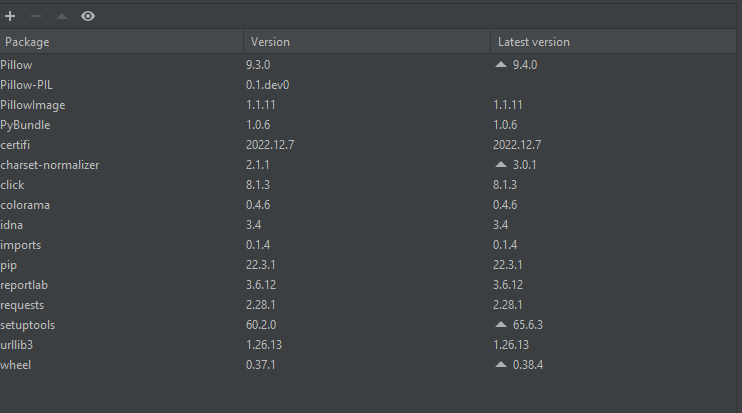 Package Version Latest version
Pillow 9.3.0 9.4.0
Pillow-PIL 0.1.dev0
PillowImage 1.1.11 1.1.11
PyBundle 1.0.6 1.0.6
certifi 2022.12.7 2022.12.7
charset-normalizer 2.1.1 3.0.1
click 8.1.3 8.1.3
colorama 0.4.6 0.4.6
idna 3.4 3.4
imports 0.1.4 0.1.4
pip 22.3.1 22.3.1
reportlab 3.6.12 3.6.12
requests 2.28.1 2.28.1
setuptools 60.2.0 65.6.3
urllib3 1.26.13 1.26.13
wheel 0.37.1 0.38.4